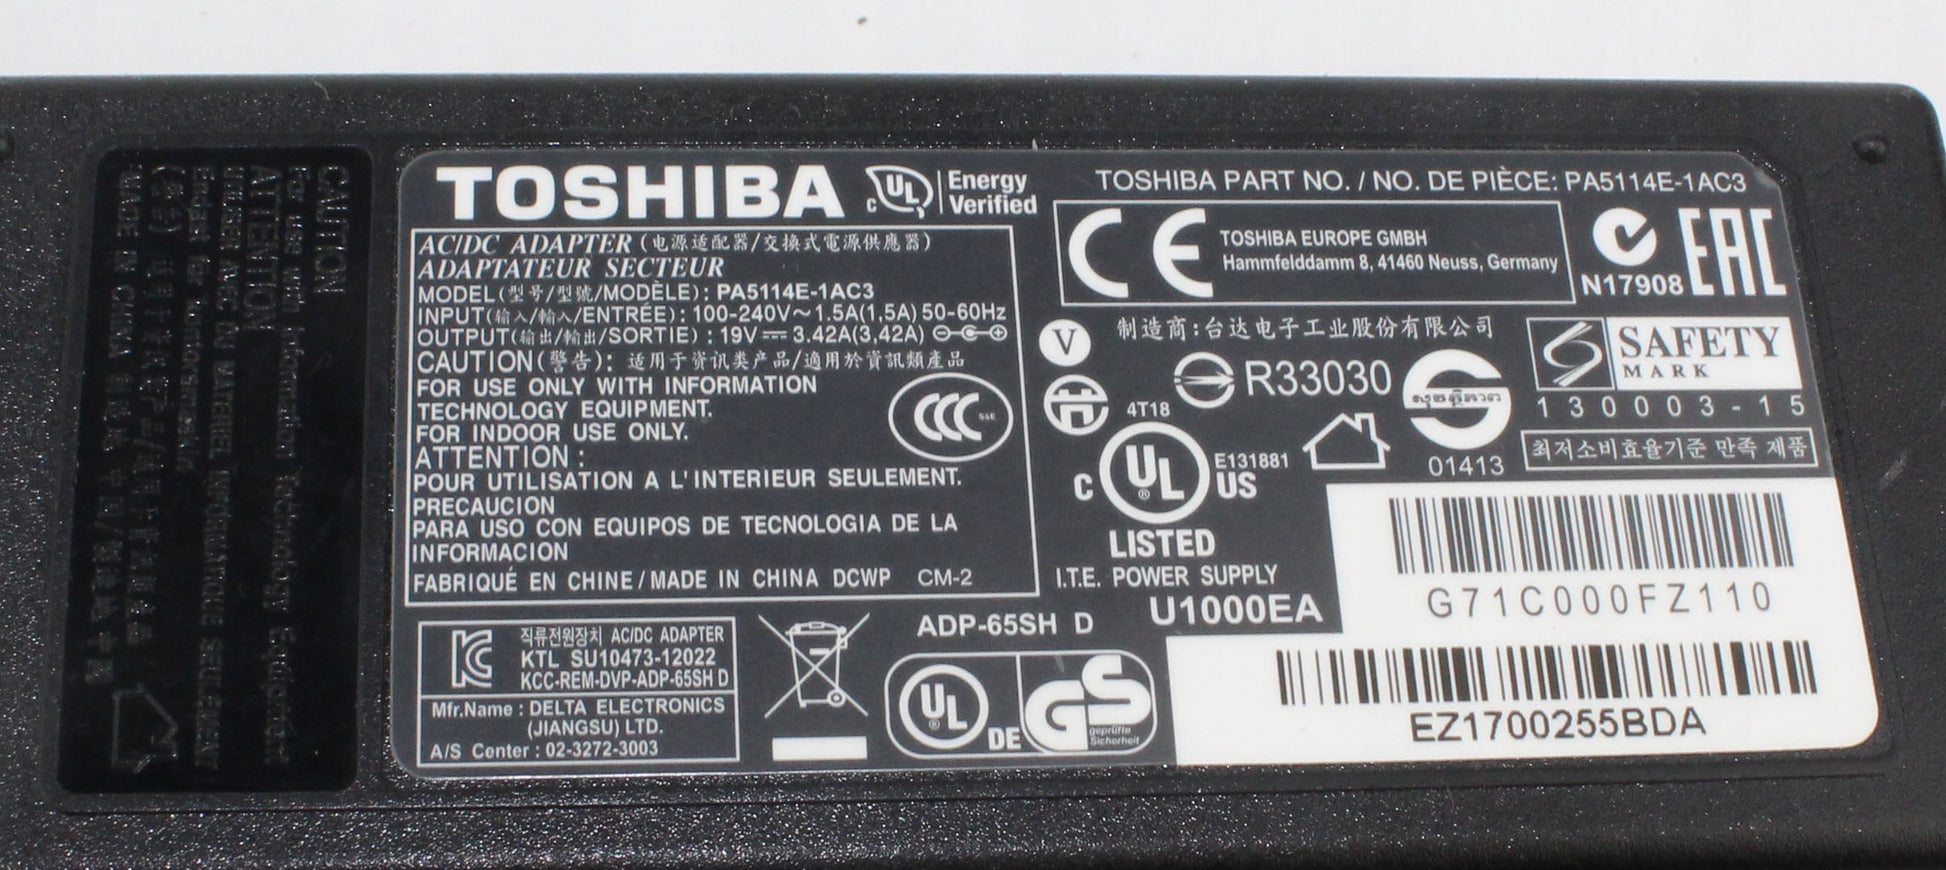 TOSHIBA
C UL Energy
Verified
TOSHIBA PART NO. / NO. DE PIÈCE: PA5114E-1AC3
AC/DC ADAPTER (电源适配器/交換式電源供應器)
ADAPTATEUR SECTEUR
MODEL(型号/型號/MODÈLE): PA5114E-1AC3
INPUT(输入/輸入/ENTRÉE): 100-240V~1.5A(1,5A) 50-60Hz
OUTPUT(输出/輸出/SORTIE): 19V⎓3.42A(3,42A)
CAUTION(警告): 适用于资讯类产品/適用於資訊類產品
FOR USE ONLY WITH INFORMATION
TECHNOLOGY EQUIPMENT.
FOR INDOOR USE ONLY.
CCC S&E
ATTENTION :
POUR UTILISATION A L'INTERIEUR SEULEMENT.
PRECAUCION
PARA USO CON EQUIPOS DE TECNOLOGIA DE LA
INFORMACION
FABRIQUÉ EN CHINE/MADE IN CHINA DCWP CM-2
CE TOSHIBA EUROPE GMBH
Hammfelddamm 8, 41460 Neuss, Germany
N17908
EAC
V
制造商:台达电子工业股份有限公司
R33030
4T18
C UL US
E131881
LISTED
I.T.E. POWER SUPPLY
U1000EA
01413
SAFETY
MARK
130003-15
최저소비효율기준 만족 제품
G71C000FZ110
EZ1700255BDA
직류전원장치 AC/DC ADAPTER
KTL SU10473-12022
KCC-REM-DVP-ADP-65SH D
Mfr.Name : DELTA ELECTRONICS
(JIANGSU) LTD.
A/S Center : 02-3272-3003
ADP-65SH D
UL DE
GS
geprüfte
Sicherheit
CAUTION
ATTENTION
MADE IN CHINA